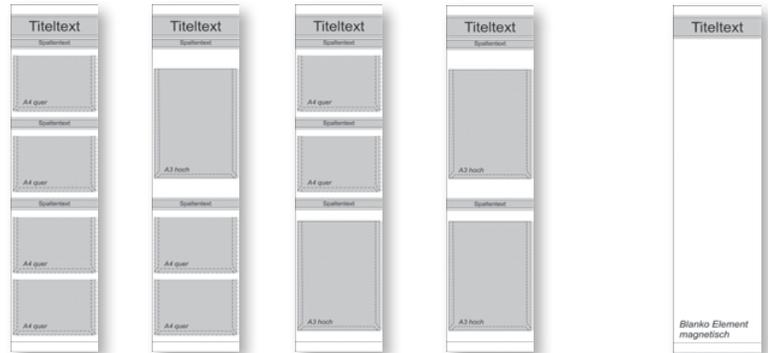 Titeltext
Spaltentext
A4 quer
Spaltentext
A4 quer
Spaltentext
A4 quer
A4 quer
Titeltext
Spaltentext
A3 hoch
Spaltentext
A4 quer
A4 quer
Titeltext
Spaltentext
A4 quer
Spaltentext
A4 quer
Spaltentext
A3 hoch
Titeltext
Spaltentext
A3 hoch
Spaltentext
A3 hoch
Titeltext
Blanko Element
magnetisch